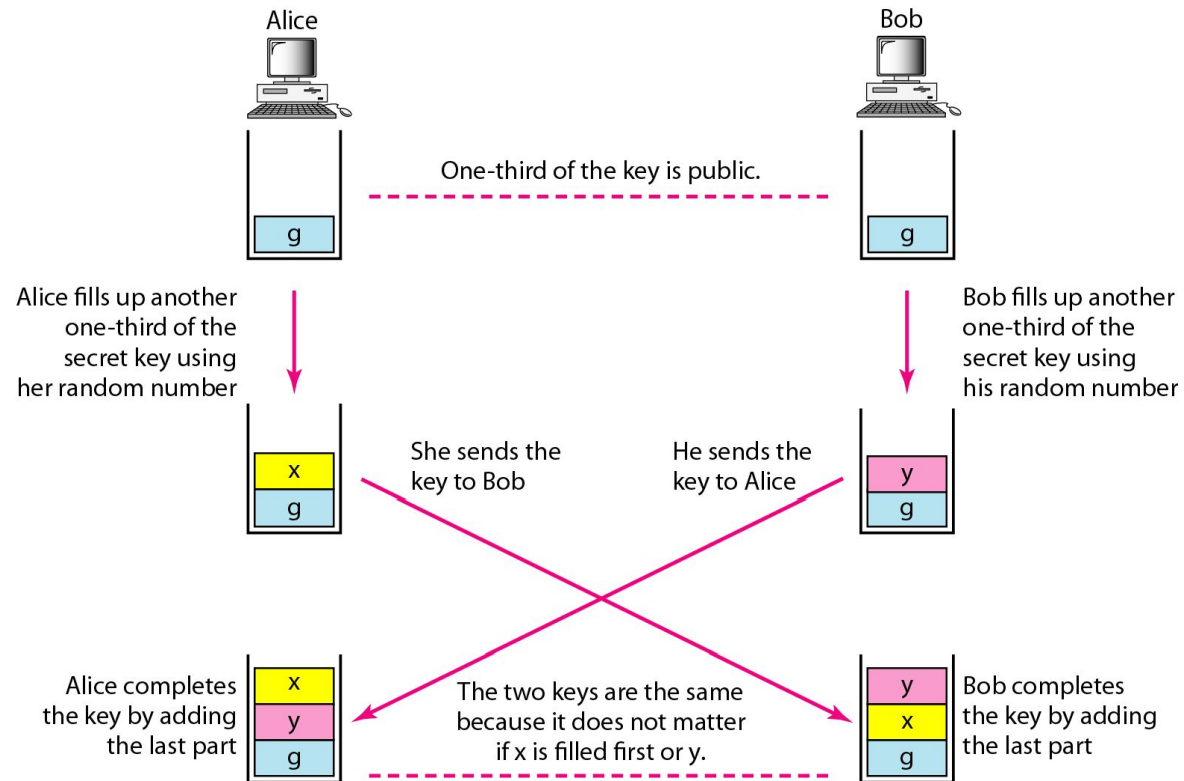 Alice
Bob
One-third of the key is public.
g
g
Alice fills up another
one-third of the
secret key using
her random number
Bob fills up another
one-third of the
secret key using
his random number
x
g
She sends the
key to Bob
He sends the
key to Alice
y
g
Alice completes
the key by adding
the last part
x
y
g
The two keys are the same
because it does not matter
if x is filled first or y.
y
x
g
Bob completes
the key by adding
the last part